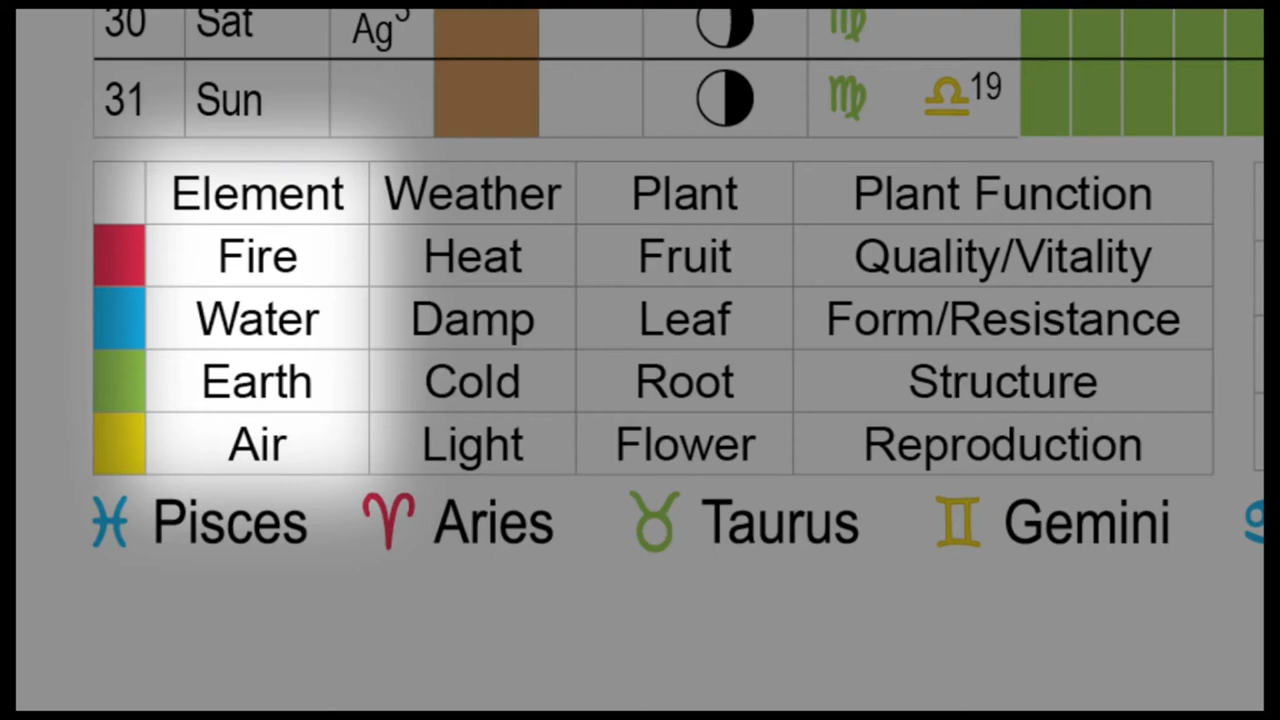 30 Sat Ag
31 Sun 19
Element Weather Plant Plant Function
Fire Heat Fruit Quality/Vitality
Water Damp Leaf Form/Resistance
Earth Cold Root Structure
Air Light Flower Reproduction
♓ Pisces ♈ Aries ♉ Taurus ♊ Gemini